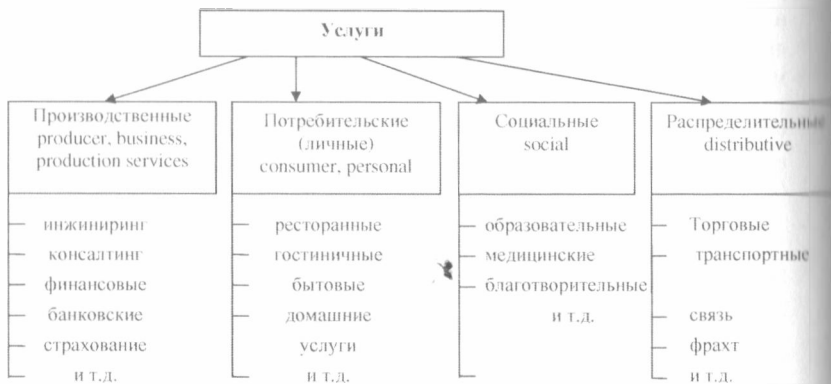 Услуги
Производственные
producer, business,
production services
инжиниринг
консалтинг
финансовые
банковские
страхование
и т.д.
Потребительские
(личные)
consumer, personal
ресторанные
гостиничные
бытовые
домашние
услуги
и т.д.
Социальные
social
образовательные
медицинские
благотворительные
и т.д.
Распределительные
distributive
Торговые
транспортные
связь
фрахт
и т.д.